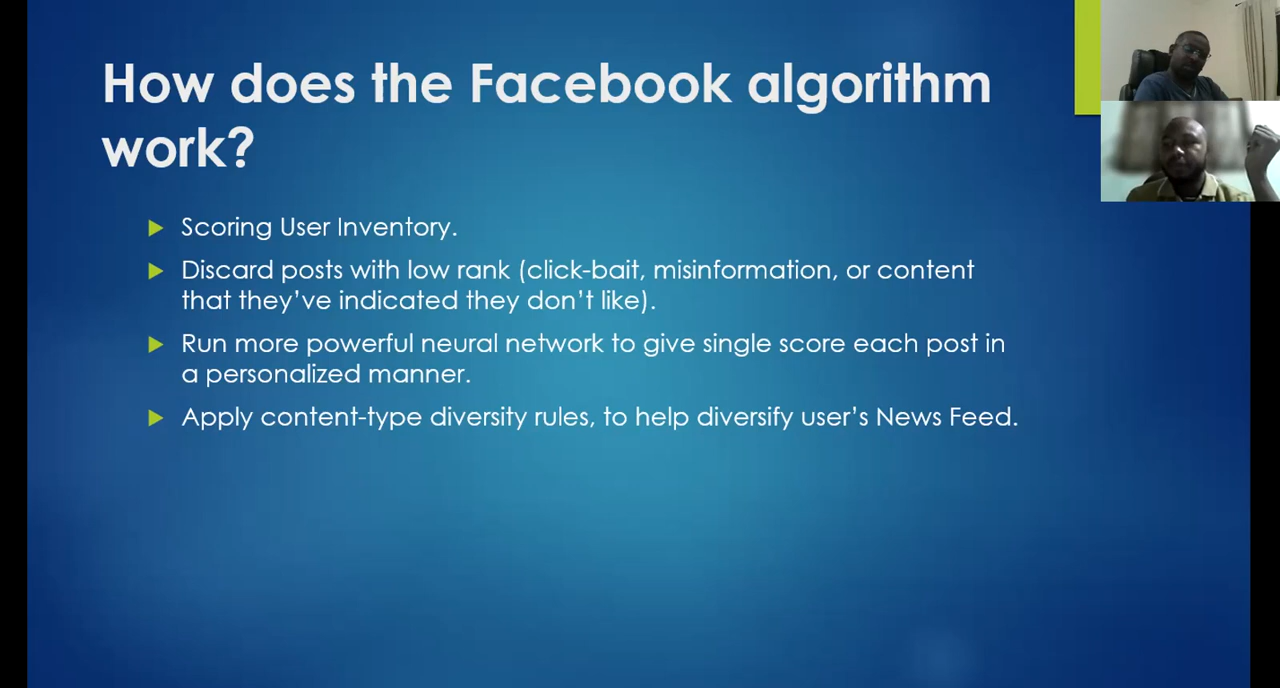 How does the Facebook algorithm
work?
Scoring User Inventory.
Discard posts with low rank (click-bait, misinformation, or content
that they’ve indicated they don’t like).
Run more powerful neural network to give single score each post in
a personalized manner.
Apply content-type diversity rules, to help diversify user’s News Feed.